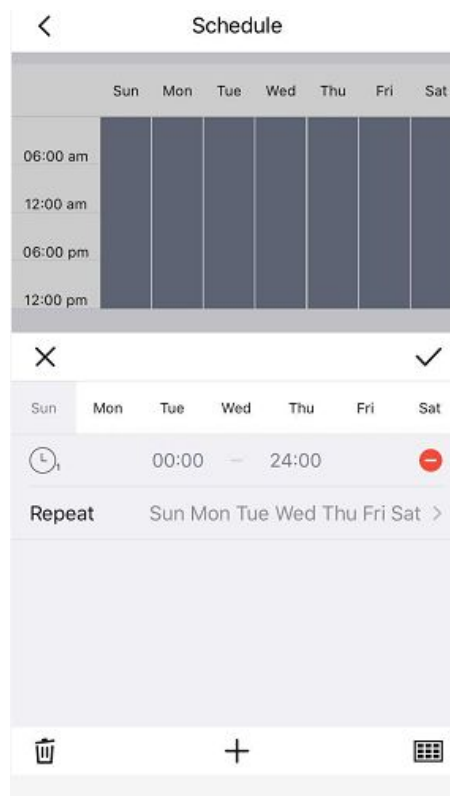 Schedule
Sun Mon Tue Wed Thu Fri Sat
06:00 am
12:00 am
06:00 pm
12:00 pm
Sun Mon Tue Wed Thu Fri Sat
1 00:00 – 24:00
Repeat Sun Mon Tue Wed Thu Fri Sat >